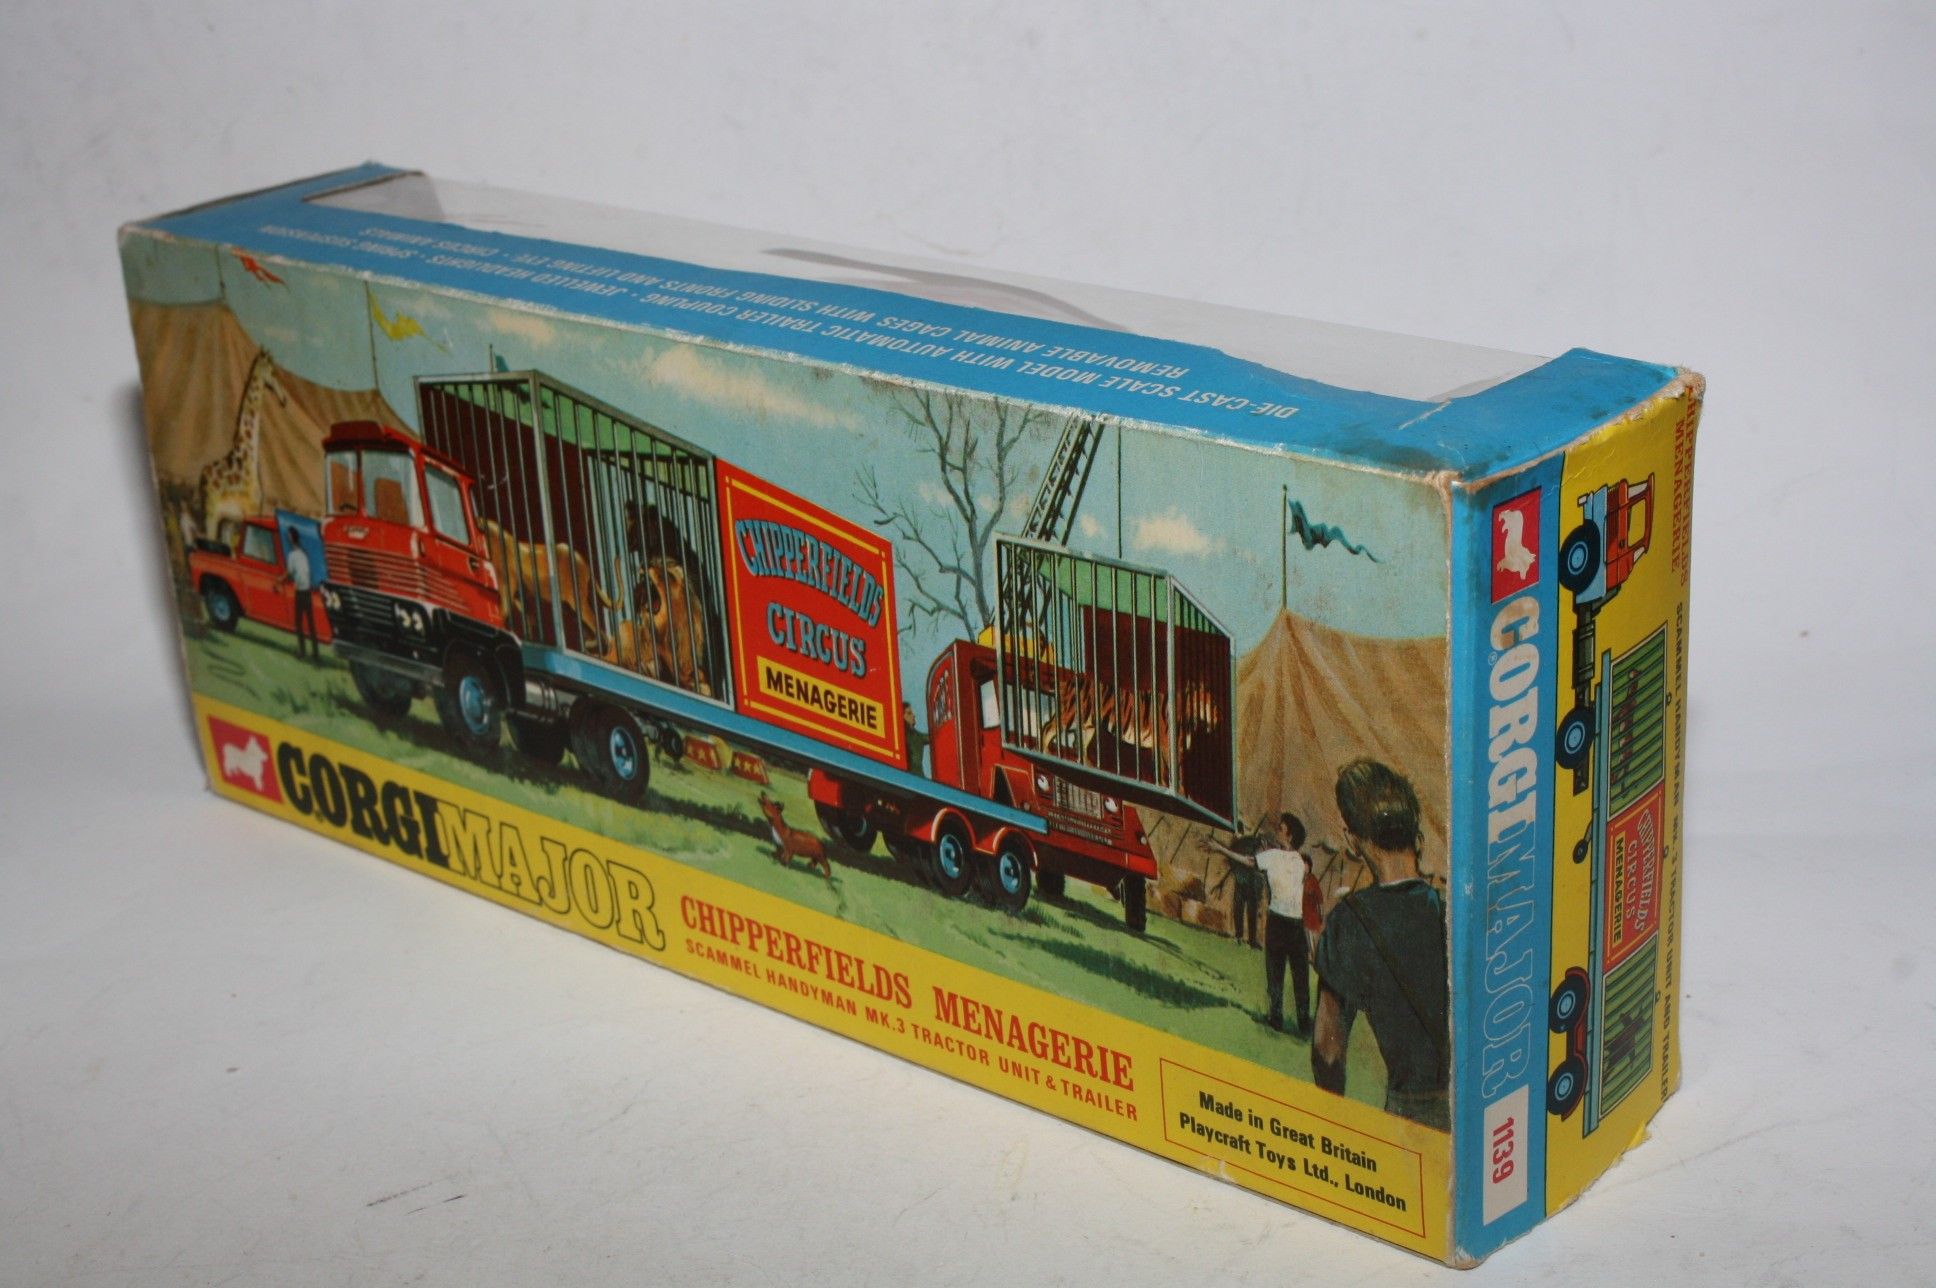 DIE-CAST SCALE MODEL WITH AUTOMATIC TRAILER COUPLING · JEWELLED HEADLIGHTS · SPRING SUSPENSION
REMOVABLE ANIMAL CAGES WITH SLIDING FRONTS AND LIFTING EYE · CIRCUS ANIMALS
CHIPPERFIELDS
CIRCUS
MENAGERIE
CORGI MAJOR
CHIPPERFIELDS MENAGERIE
SCAMMEL HANDYMAN MK.3 TRACTOR UNIT & TRAILER
Made in Great Britain
Playcraft Toys Ltd., London
CORGI MAJOR
1139
CHIPPERFIELDS
MENAGERIE
SCAMMEL HANDYMAN MK.3 TRACTOR UNIT AND TRAILER
CHIPPERFIELDS
CIRCUS
MENAGERIE